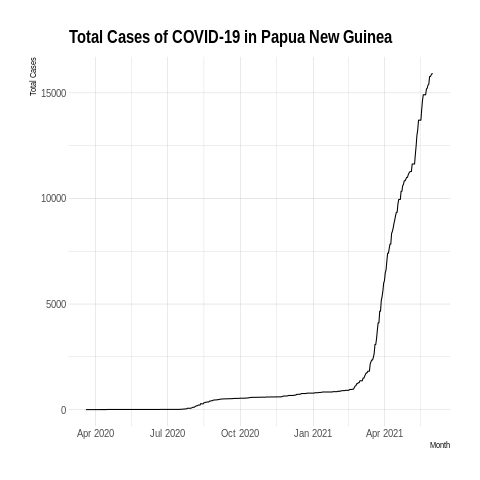 Total Cases of COVID-19 in Papua New Guinea
Total Cases
15000
10000
5000
0
Apr 2020 Jul 2020 Oct 2020 Jan 2021 Apr 2021
Month